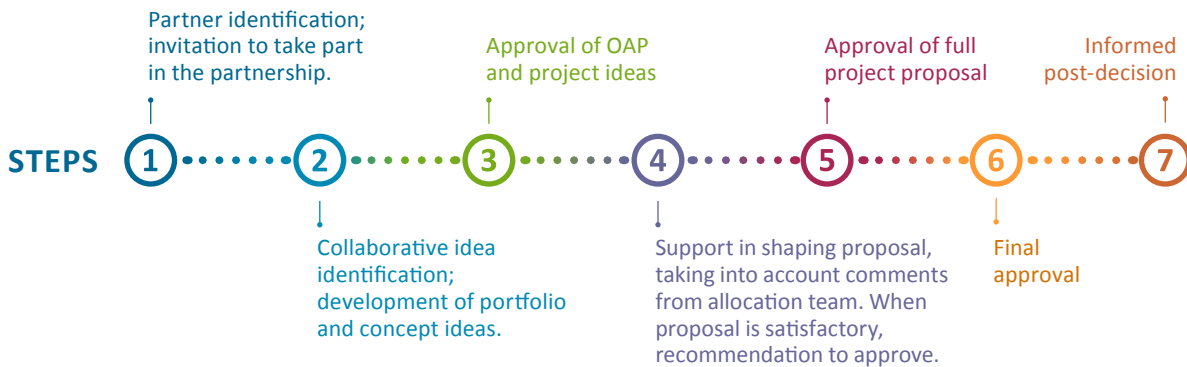 Partner identification;
invitation to take part
in the partnership.
Approval of OAP
and project ideas
Approval of full
project proposal
Informed
post-decision
STEPS 1 2 3 4 5 6 7
Collaborative idea
identification;
development of portfolio
and concept ideas.
Support in shaping proposal,
taking into account comments
from allocation team. When
proposal is satisfactory,
recommendation to approve.
Final
approval